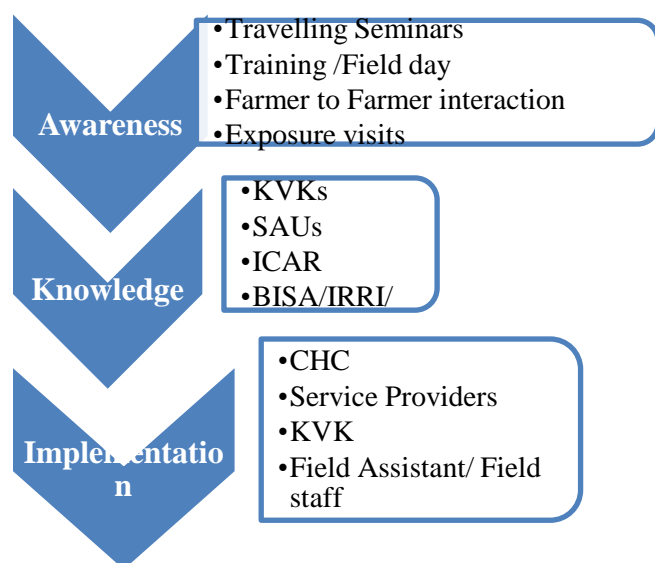 •Travelling Seminars
•Training /Field day
•Farmer to Farmer interaction
•Exposure visits
Awareness
•KVKs
•SAUs
•ICAR
•BISA/IRRI/
Knowledge
•CHC
•Service Providers
•KVK
•Field Assistant/ Field
staff
Implementatio
n